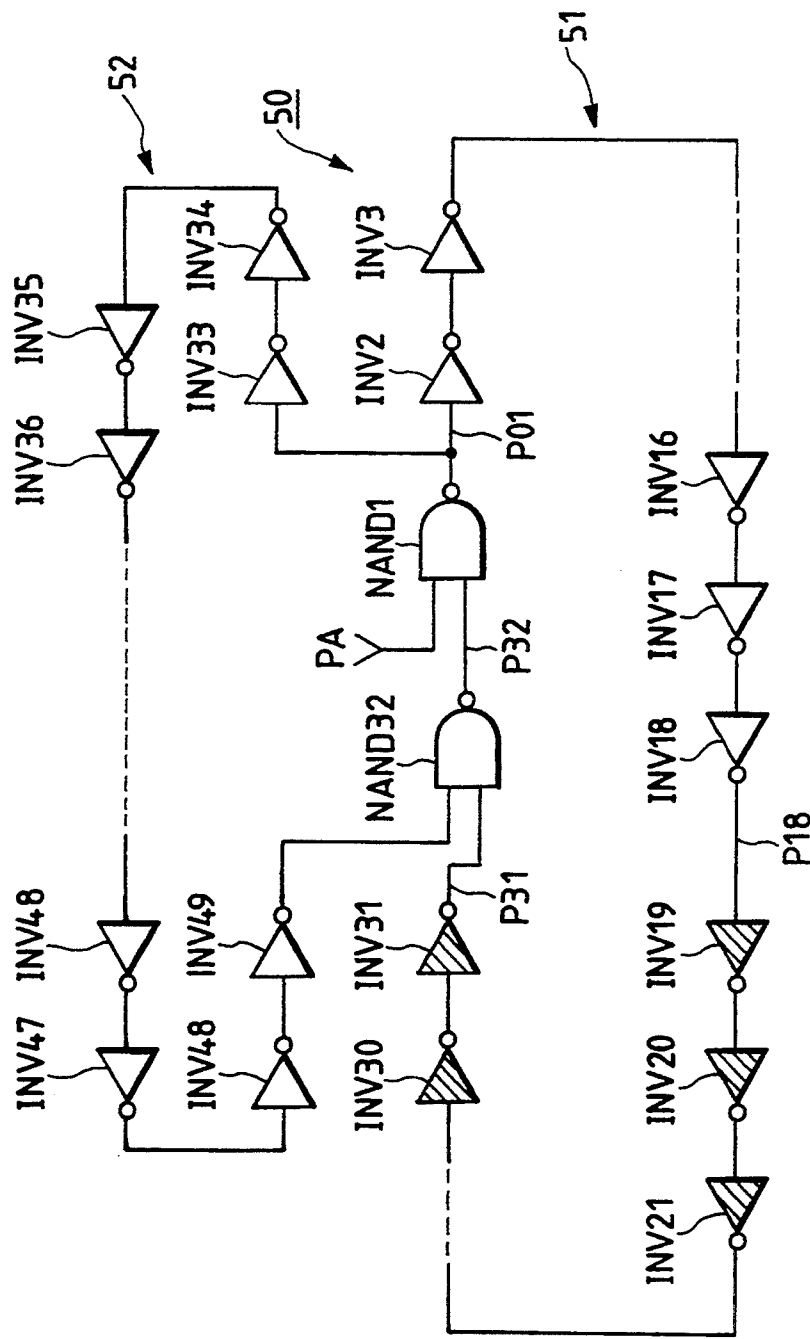 52
50
51
INV35
INV36
INV48
INV47
INV33
INV34
INV48
INV49
INV2
INV3
P01
NAND1
PA
P32
NAND32
P31
INV31
INV30
INV16
INV17
INV18
P18
INV19
INV20
INV21